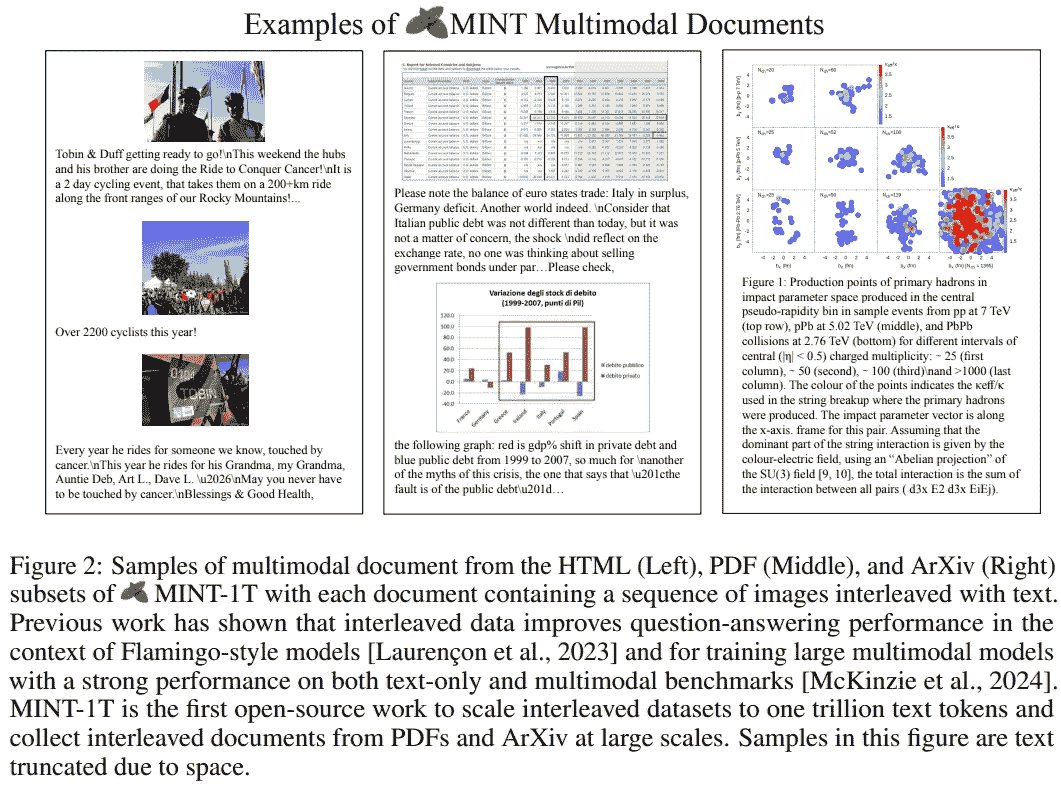 Examples of MINT Multimodal Documents
Tobin & Duff getting ready to go!\nThis weekend the hubs
and his brother are doing the Ride to Conquer Cancer!\nIt is
a 2 day cycling event, that takes them on a 200+km ride
along the front ranges of our Rocky Mountains!...
Over 2200 cyclists this year!
TOBIN
Every year he rides for someone we know, touched by
cancer.\nThis year he rides for his Grandma, my Grandma,
Auntie Deb, Art L., Dave L. \u2026\nMay you never have
to be touched by cancer.\nBlessings & Good Health,
Please note the balance of euro states trade: Italy in surplus,
Germany deficit. Another world indeed. \nConsider that
Italian public debt was not different than today, but it was
not a matter of concern, the shock \ndid reflect on the
exchange rate, no one was thinking about selling
government bonds under par…Please check,
Variazione degli stock di debito
(1999-2007, punti di Pil)
120.0
100.0
80.0
60.0
40.0
20.0
0.0
-20.0
-40.0
debito pubblico
debito privato
France
Germany
Greece
Ireland
Italy
Portugal
Spain
the following graph: red is gdp% shift in private debt and
blue public debt from 1999 to 2007, so much for \nanother
of the myths of this crisis, the one that says that \u201cthe
fault is of the public debt\u201d…
Figure 1: Production points of primary hadrons in
impact parameter space produced in the central
pseudo-rapidity bin in sample events from pp at 7 TeV
(top row), pPb at 5.02 TeV (middle), and PbPb
collisions at 2.76 TeV (bottom) for different intervals of
central (|η| < 0.5) charged multiplicity: ~ 25 (first
column), ~ 50 (second), ~ 100 (third)\nand >1000 (last
column). The colour of the points indicates the κeff/κ
used in the string breakup where the primary hadrons
were produced. The impact parameter vector is along
the x-axis. frame for this pair. Assuming that the
dominant part of the string interaction is given by the
colour-electric field, using an “Abelian projection” of
the SU(3) field [9, 10], the total interaction is the sum of
the interaction between all pairs ( d3x E2 d3x EiEj).
Figure 2: Samples of multimodal document from the HTML (Left), PDF (Middle), and ArXiv (Right)
subsets of MINT-1T with each document containing a sequence of images interleaved with text.
Previous work has shown that interleaved data improves question-answering performance in the
context of Flamingo-style models [Laurençon et al., 2023] and for training large multimodal models
with a strong performance on both text-only and multimodal benchmarks [McKinzie et al., 2024].
MINT-1T is the first open-source work to scale interleaved datasets to one trillion text tokens and
collect interleaved documents from PDFs and ArXiv at large scales. Samples in this figure are text
truncated due to space.